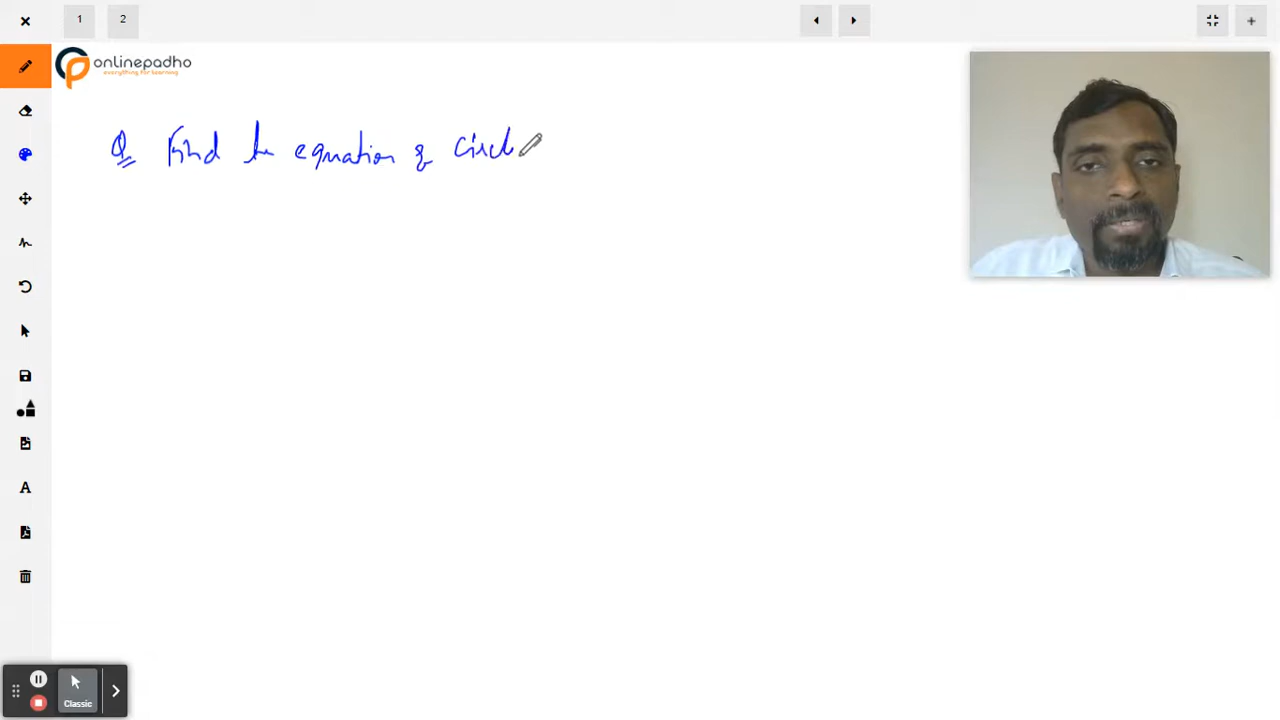 1 2
onlinepadho
everything for learning
Q Find the equation of circle
A
Classic